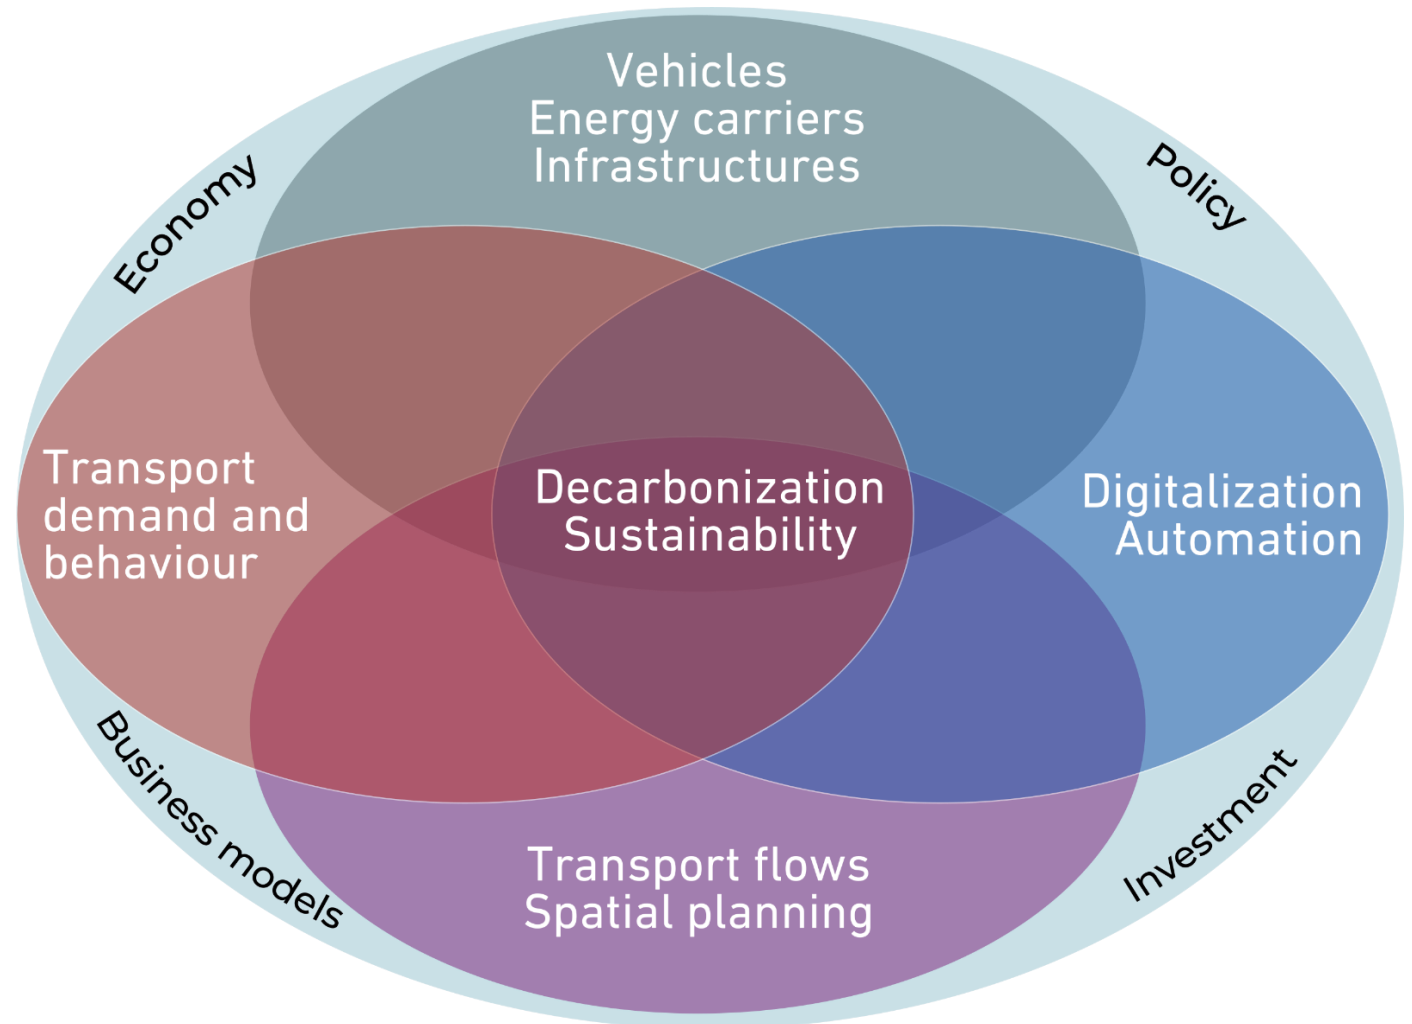 Vehicles
Energy carriers
Infrastructures
Economy
Policy
Transport
demand and
behaviour
Decarbonization
Sustainability
Digitalization
Automation
Business models
Investment
Transport flows
Spatial planning